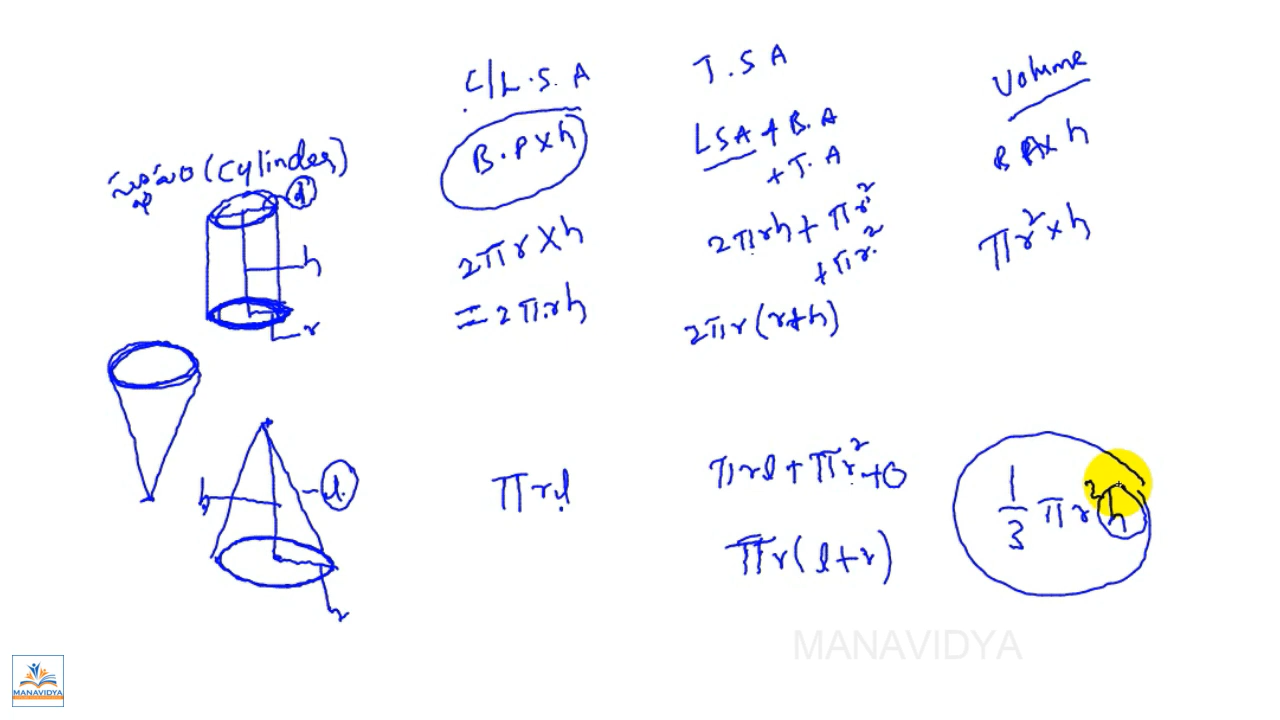 C/L.S.A
T.S A
Volume
B.P×h
LSA + B.A
+ T.A
B A× h
(Cylinder)
d
h
r
2πr×h
= 2πrh
2πrh + πr²
+ πr²
2πr(r+h)
πr²×h
h
l
r
πrl
πrl + πr² + 0
πr(l+r)
1/3 πr²h
MANAVIDYA
MANAVIDYA